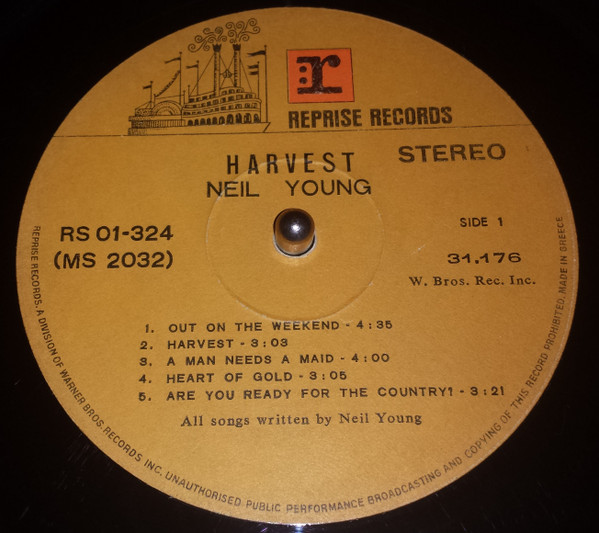 :r
REPRISE RECORDS
HARVEST
STEREO
NEIL YOUNG
RS 01-324
(MS 2032)
SIDE 1
31.176
W. Bros. Rec. Inc.
1. OUT ON THE WEEKEND - 4:35
2. HARVEST - 3:03
3. A MAN NEEDS A MAID - 4:00
4. HEART OF GOLD - 3:05
5. ARE YOU READY FOR THE COUNTRY? - 3:21
All songs written by Neil Young
REPRISE RECORDS, A DIVISION OF WARNER BROS. RECORDS INC. UNAUTHORISED PUBLIC PERFORMANCE BROADCASTING AND COPYING OF THIS RECORD PROHIBITED. MADE IN GREECE